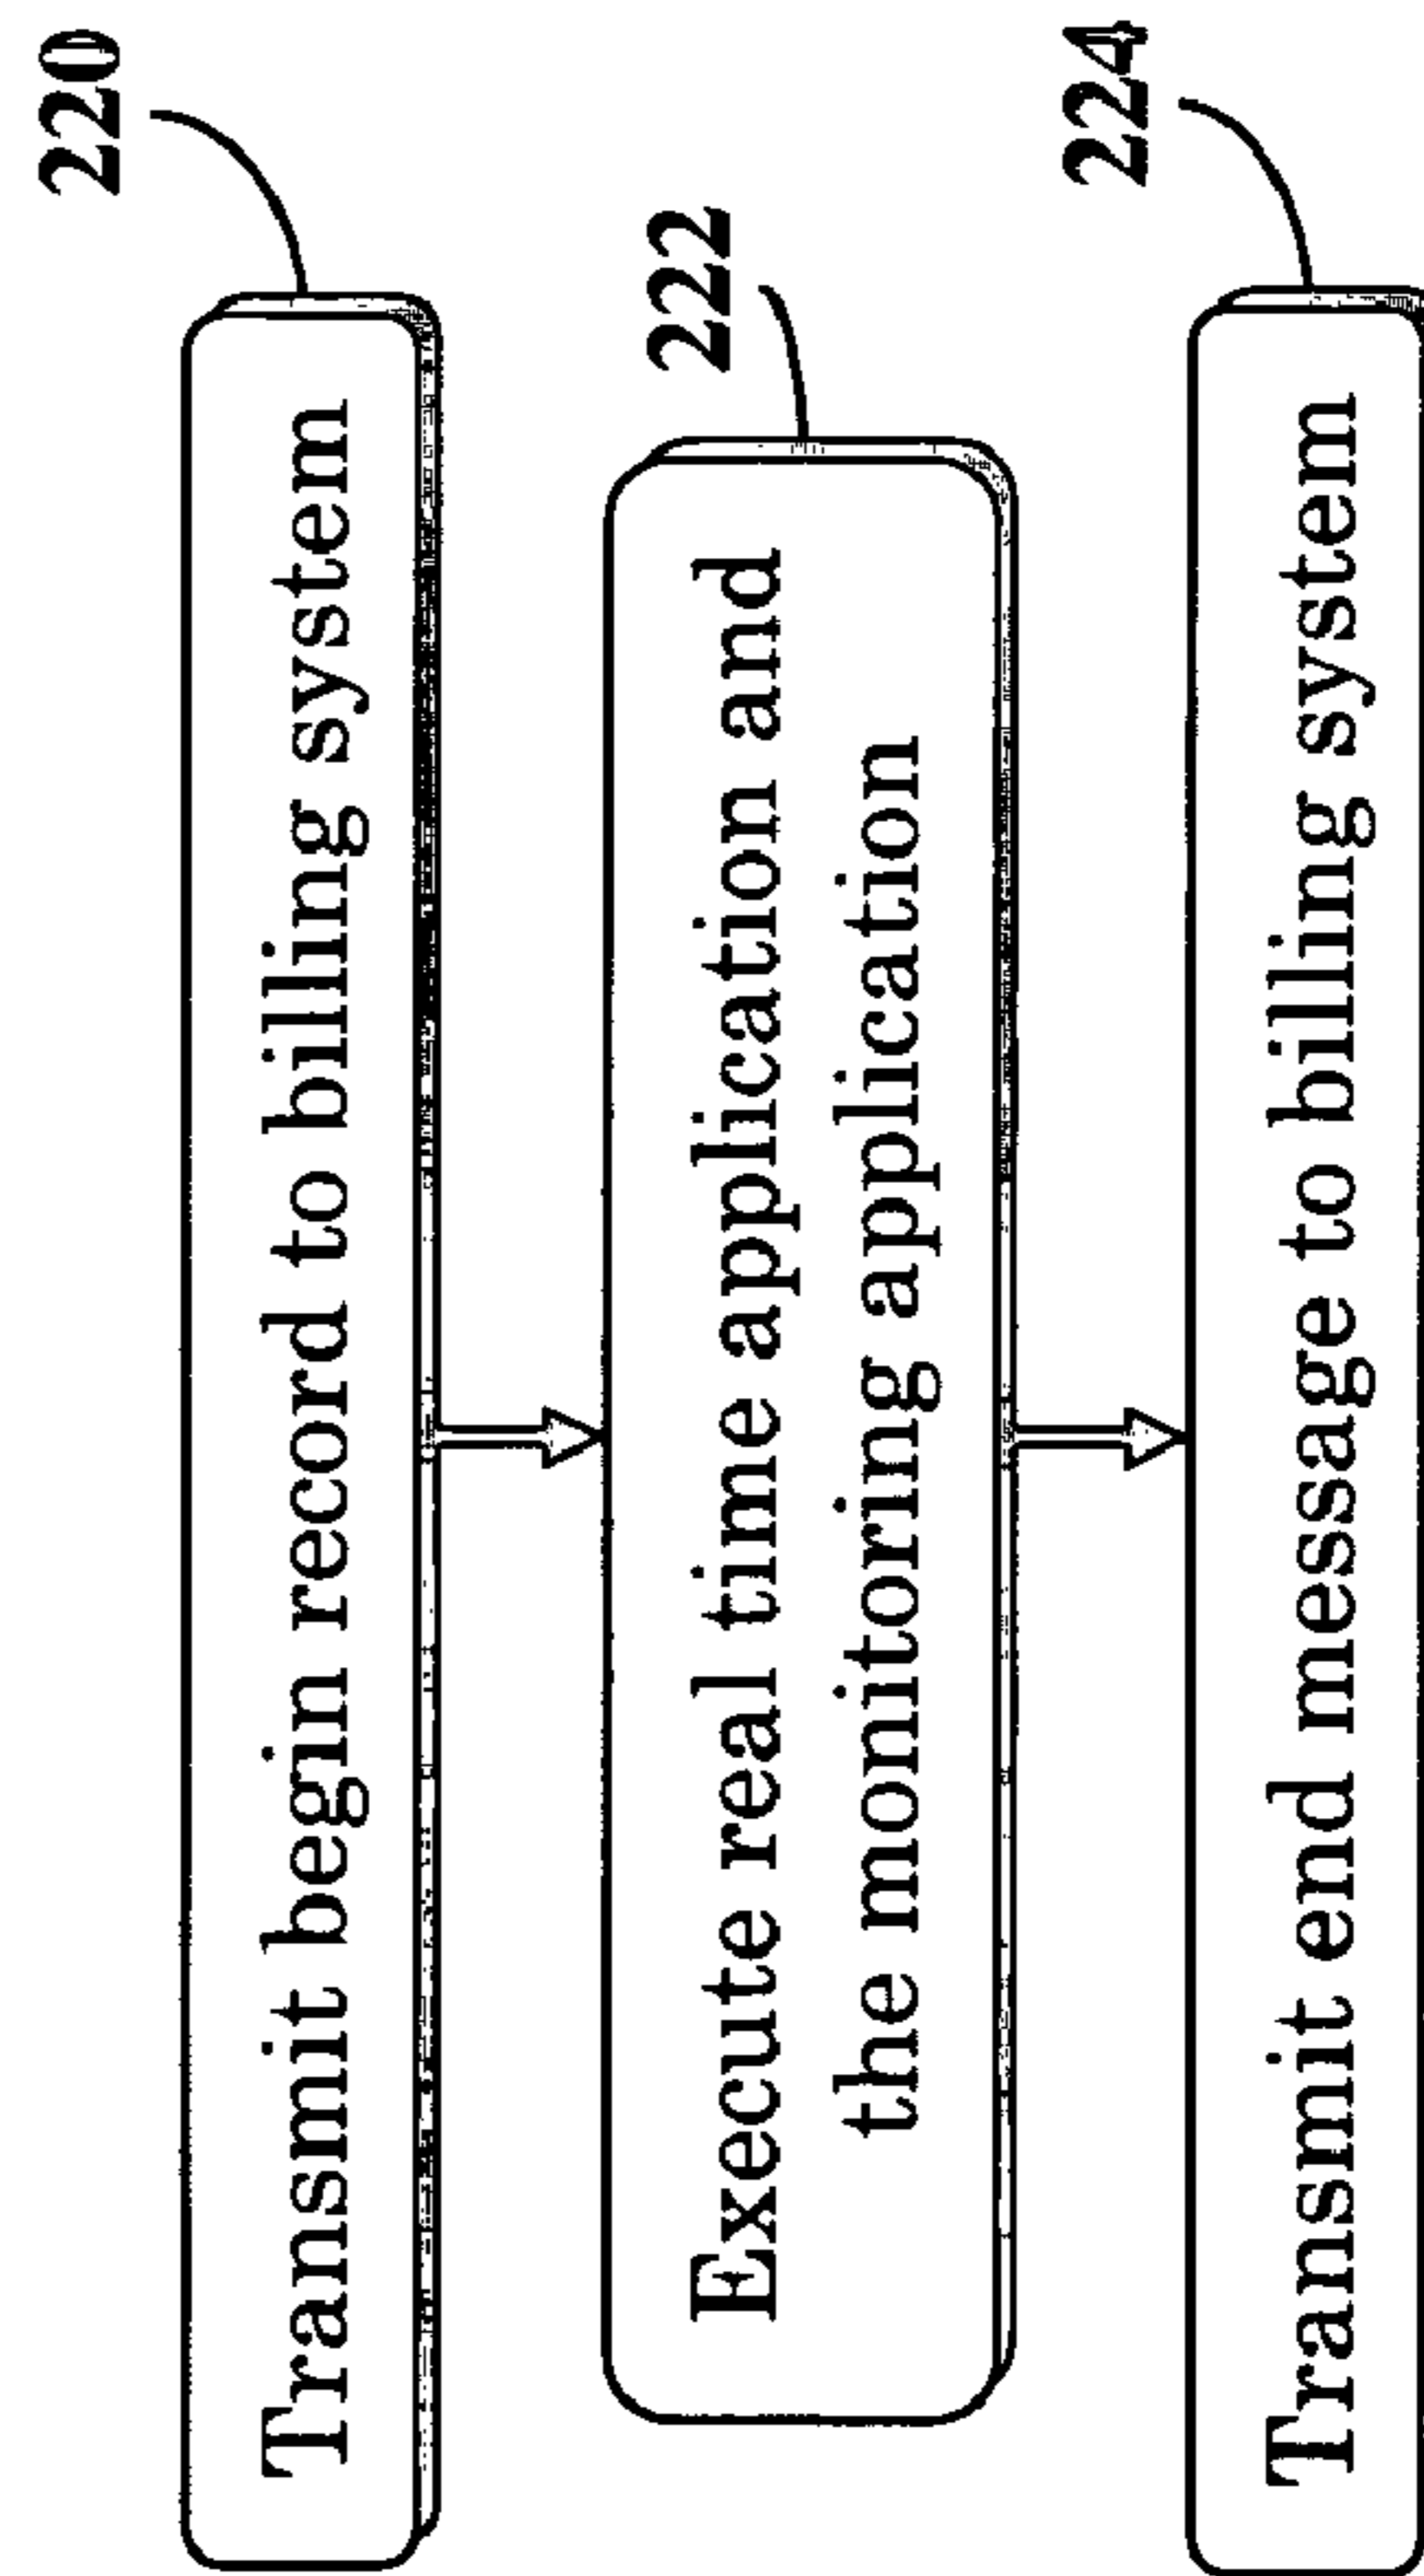 220
Transmit begin record to billing system
222
Execute real time application and
the monitoring application
224
Transmit end message to billing system